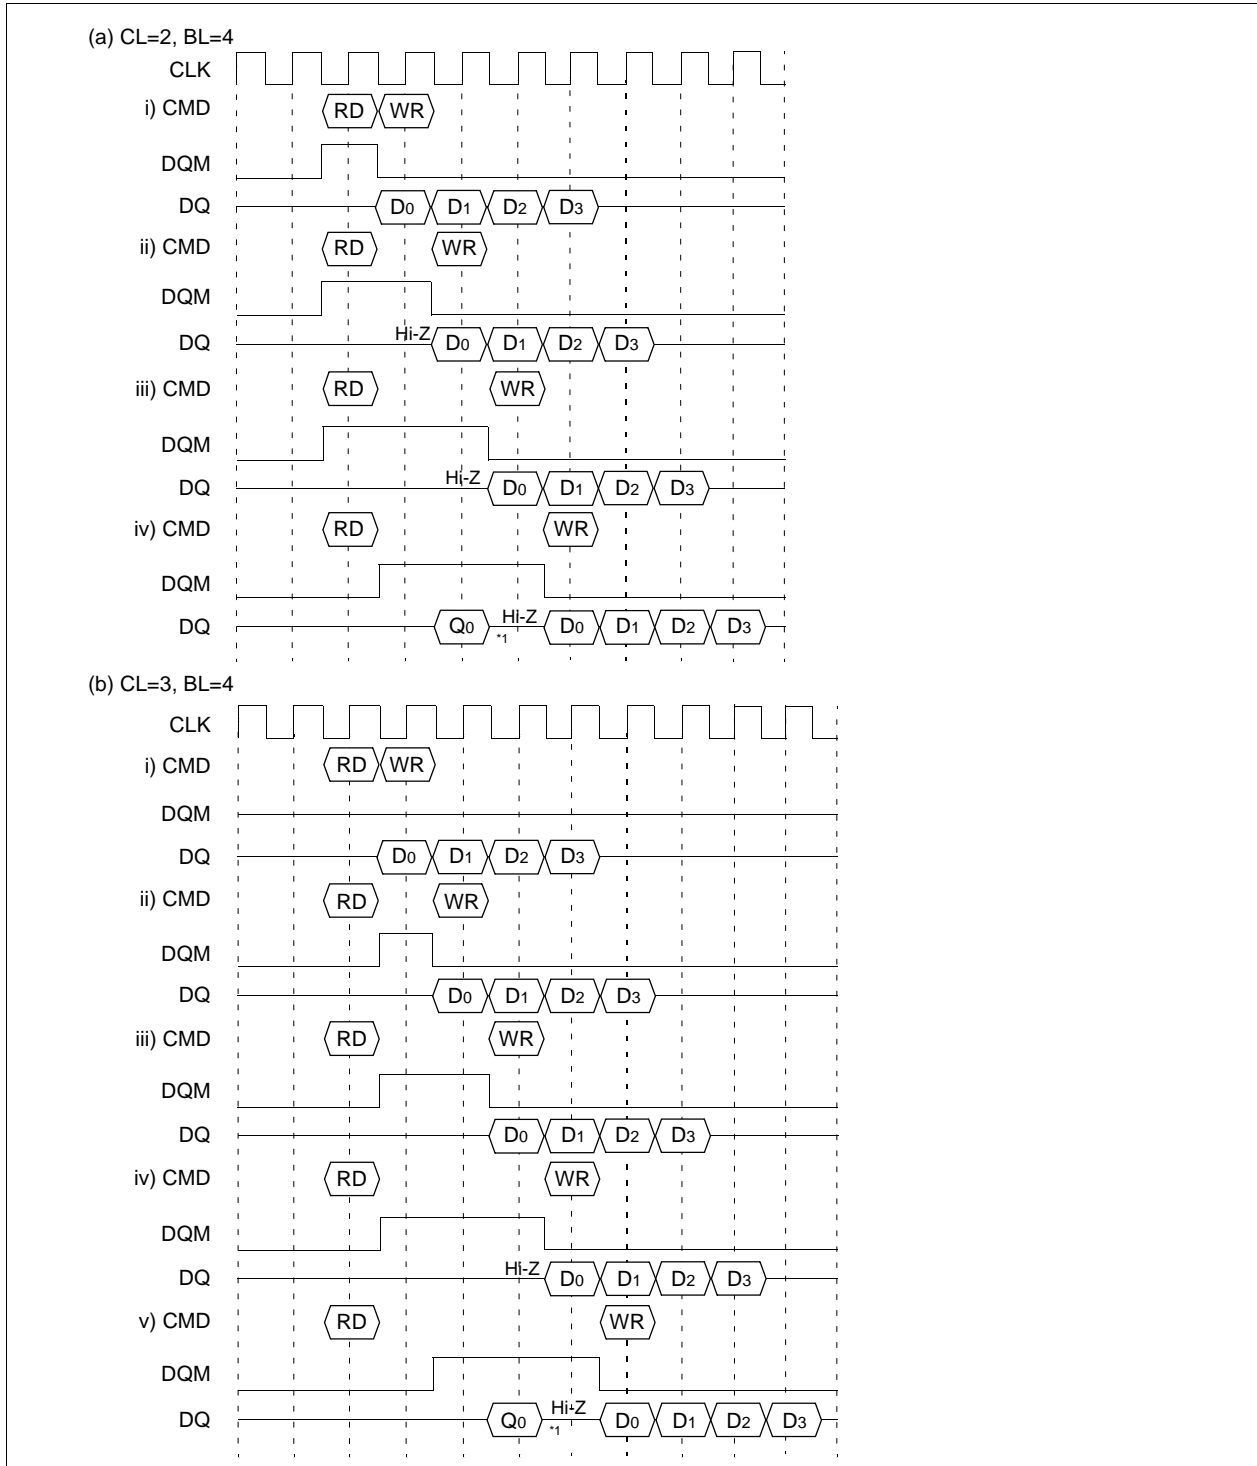 (a) CL=2, BL=4
CLK
i) CMD RD WR
DQM
DQ D0 D1 D2 D3
ii) CMD RD WR
DQM
DQ Hi-Z D0 D1 D2 D3
iii) CMD RD WR
DQM
DQ Hi-Z D0 D1 D2 D3
iv) CMD RD WR
DQM
DQ Q0 Hi-Z *1 D0 D1 D2 D3
(b) CL=3, BL=4
CLK
i) CMD RD WR
DQM
DQ D0 D1 D2 D3
ii) CMD RD WR
DQM
DQ D0 D1 D2 D3
iii) CMD RD WR
DQM
DQ D0 D1 D2 D3
iv) CMD RD WR
DQM
DQ Hi-Z D0 D1 D2 D3
v) CMD RD WR
DQM
DQ Q0 Hi-Z *1 D0 D1 D2 D3